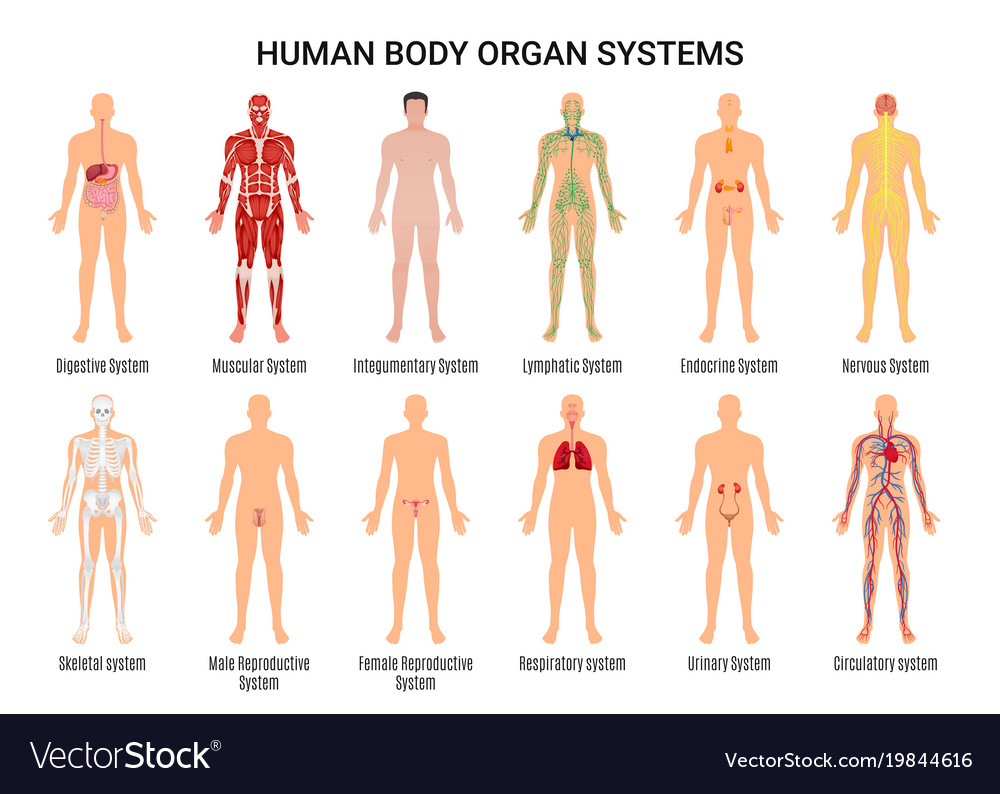 HUMAN BODY ORGAN SYSTEMS
Digestive System
Muscular System
Integumentary System
Lymphatic System
Endocrine System
Nervous System
Skeletal system
Male Reproductive
System
Female Reproductive
System
Respiratory system
Urinary System
Circulatory system
VectorStock®
VectorStock.com/19844616